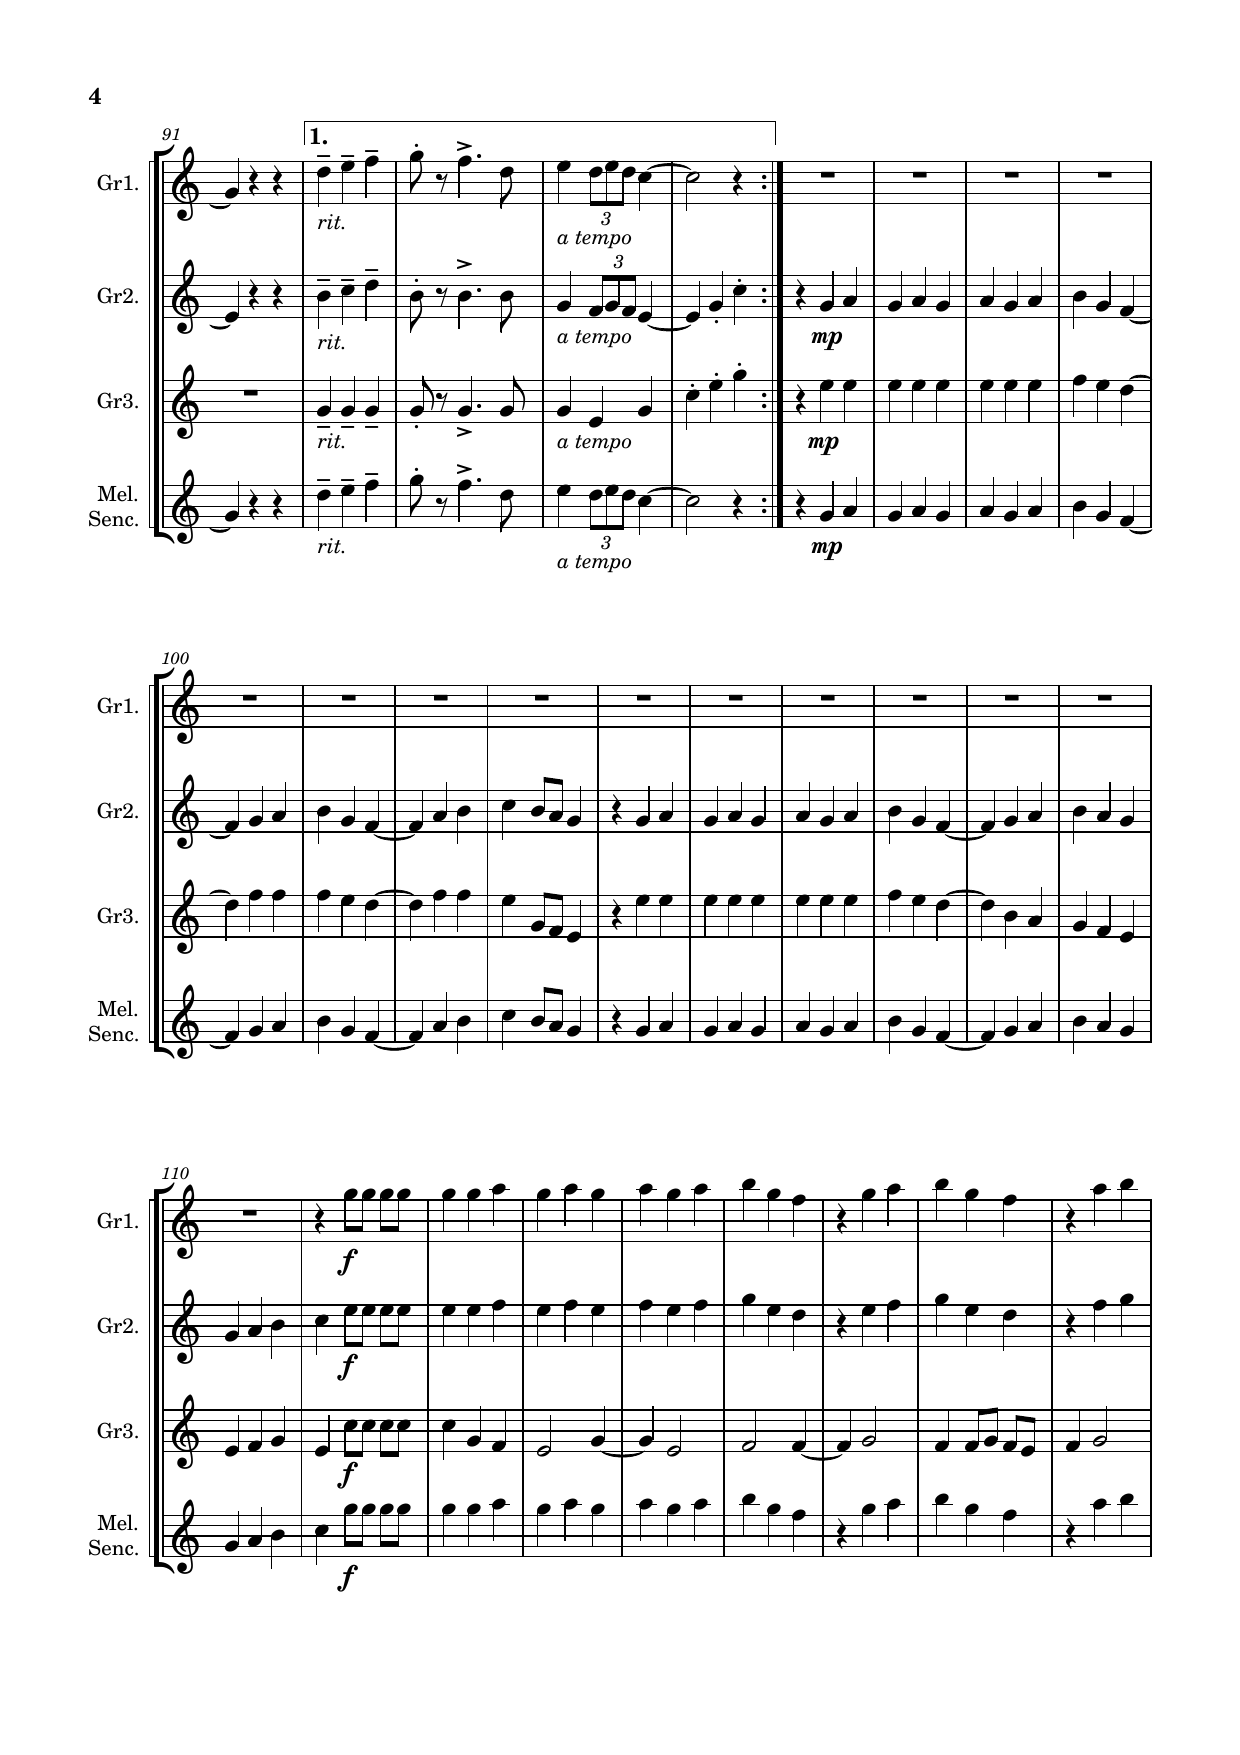 4
91
1.
Gr1.
rit.
3
a tempo
3
Gr2.
rit.
a tempo
mp
Gr3.
rit.
a tempo
mp
Mel.
Senc.
rit.
3
a tempo
mp
100
Gr1.
Gr2.
Gr3.
Mel.
Senc.
110
Gr1.
f
Gr2.
f
Gr3.
f
Mel.
Senc.
f